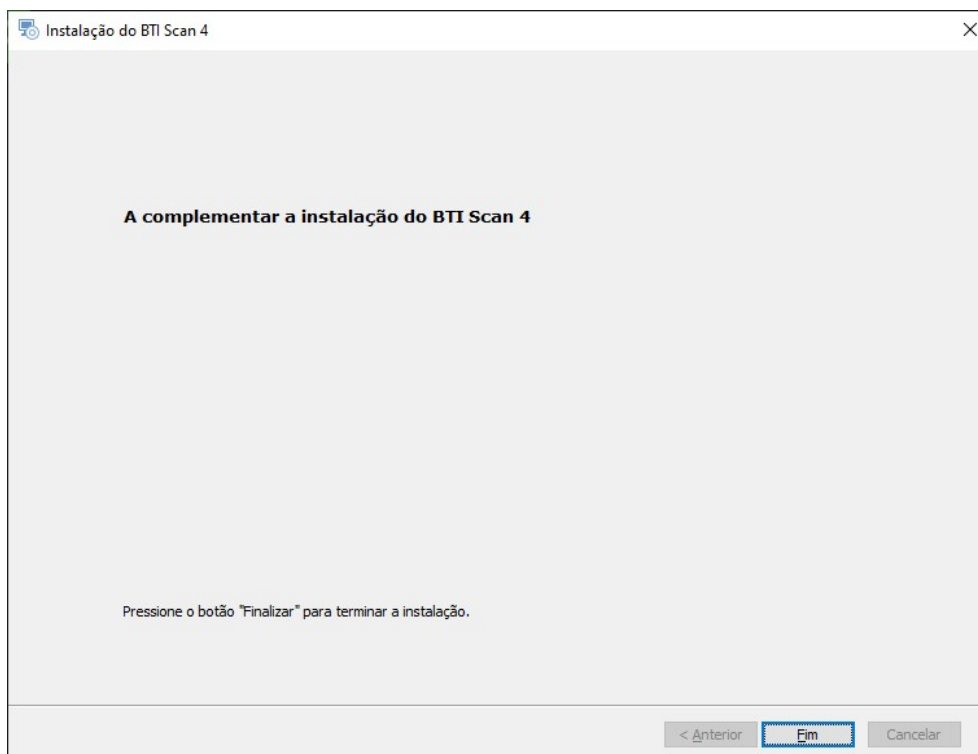 Instalação do BTI Scan 4
A complementar a instalação do BTI Scan 4
Pressione o botão "Finalizar" para terminar a instalação.
< Anterior
Fim
Cancelar